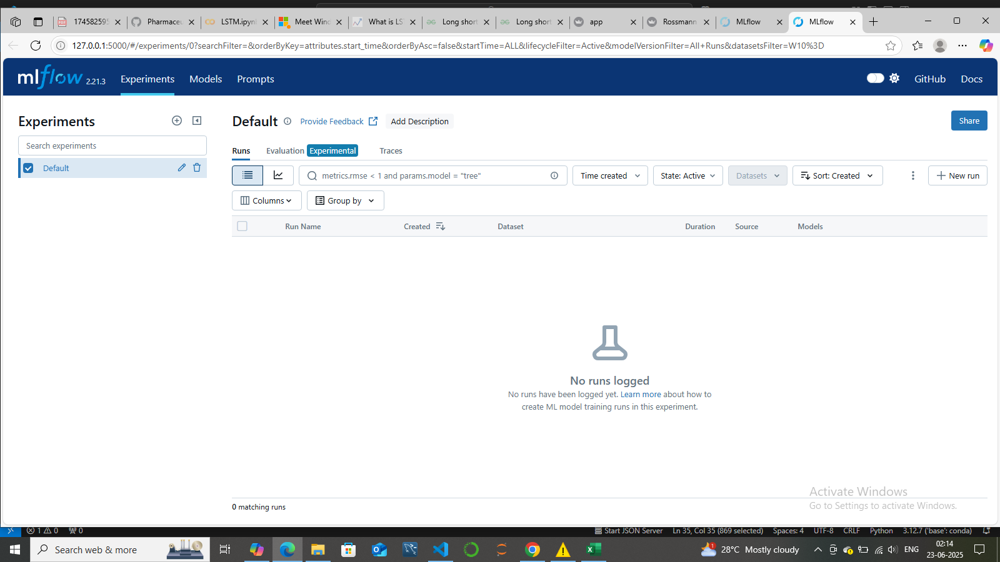 174582595
Pharmaceu
LSTM.ipyn
Meet Wind
What is LS
Long short
Long short
app
Rossmann
MLflow
MLflow
127.0.0.1:5000/#/experiments/0?searchFilter=&orderByKey=attributes.start_time&orderByAsc=false&startTime=ALL&lifecycleFilter=Active&modelVersionFilter=All+Runs&datasetsFilter=W10%3D
mlflow 2.21.3 Experiments Models Prompts GitHub Docs
Experiments
Search experiments
Default
Default Provide Feedback Add Description Share
Runs Evaluation Experimental Traces
metrics.rmse < 1 and params.model = "tree" Time created State: Active Datasets Sort: Created New run
Columns Group by
Run Name Created Dataset Duration Source Models
No runs logged
No runs have been logged yet. Learn more about how to
create ML model training runs in this experiment.
0 matching runs
Activate Windows
Go to Settings to activate Windows.
1 0 0 Start JSON Server Ln 35, Col 35 (869 selected) Spaces: 4 UTF-8 CRLF Python 3.12.7 ('base': conda)
Search web & more 1 28°C Mostly cloudy ENG 02:14
23-06-2025